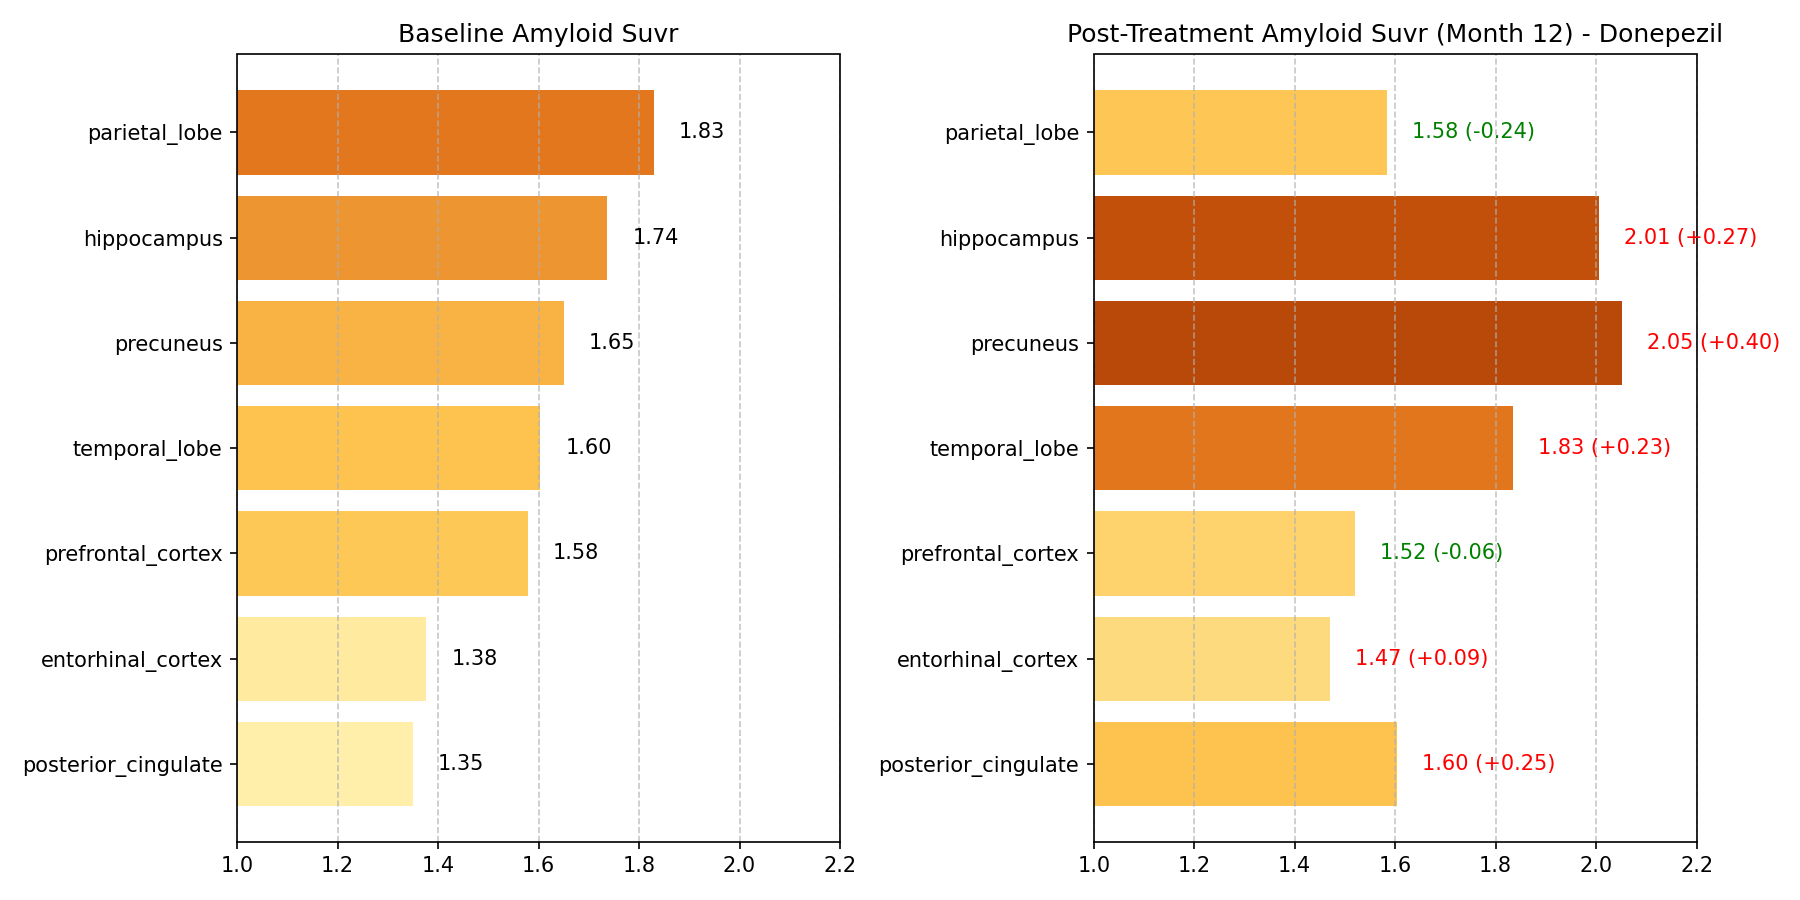 Baseline Amyloid Suvr
parietal_lobe
1.83
hippocampus
1.74
precuneus
1.65
temporal_lobe
1.60
prefrontal_cortex
1.58
entorhinal_cortex
1.38
posterior_cingulate
1.35
1.0 1.2 1.4 1.6 1.8 2.0 2.2
Post-Treatment Amyloid Suvr (Month 12) - Donepezil
parietal_lobe
1.58 (-0.24)
hippocampus
2.01 (+0.27)
precuneus
2.05 (+0.40)
temporal_lobe
1.83 (+0.23)
prefrontal_cortex
1.52 (-0.06)
entorhinal_cortex
1.47 (+0.09)
posterior_cingulate
1.60 (+0.25)
1.0 1.2 1.4 1.6 1.8 2.0 2.2